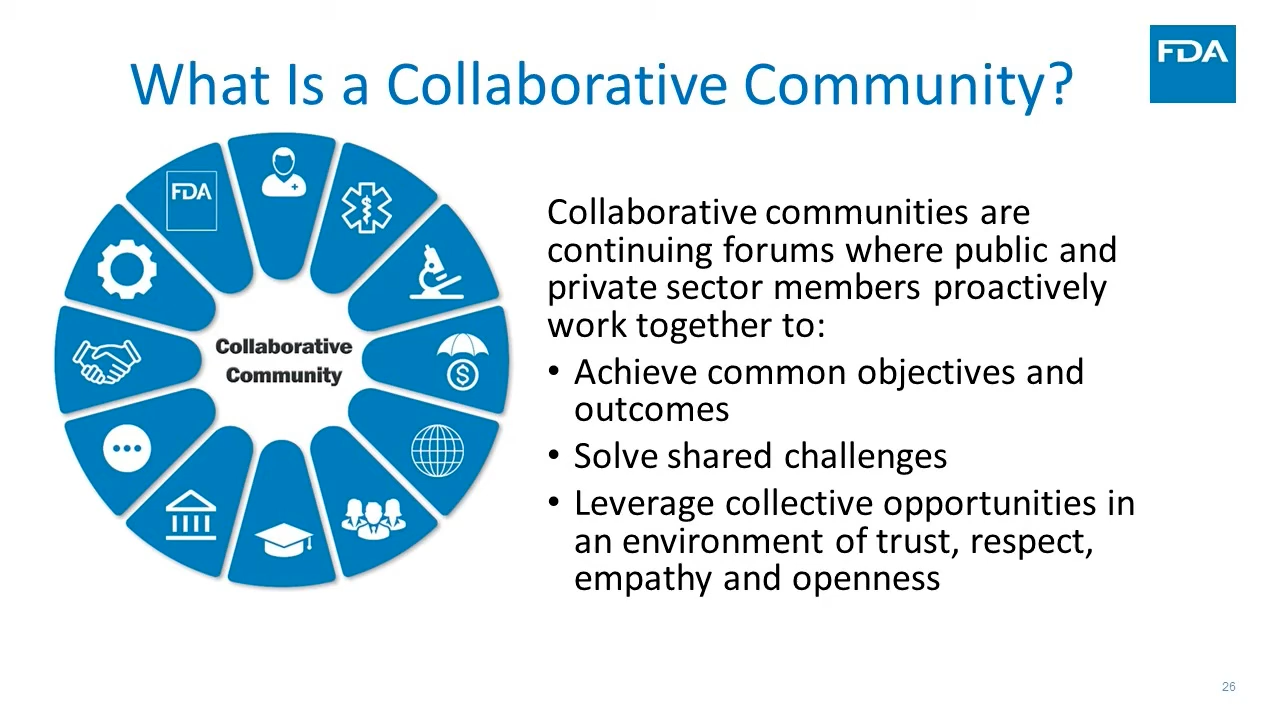 FDA
What Is a Collaborative Community?
FDA
Collaborative
Community
$
Collaborative communities are
continuing forums where public and
private sector members proactively
work together to:
• Achieve common objectives and
outcomes
• Solve shared challenges
• Leverage collective opportunities in
an environment of trust, respect,
empathy and openness
26